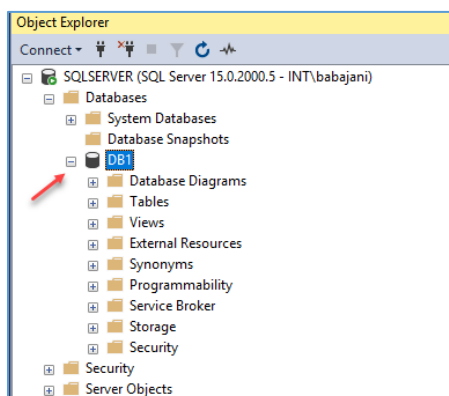 Object Explorer
Connect
SQLSERVER (SQL Server 15.0.2000.5 - INT\babajani)
Databases
System Databases
Database Snapshots
DB1
Database Diagrams
Tables
Views
External Resources
Synonyms
Programmability
Service Broker
Storage
Security
Security
Server Objects